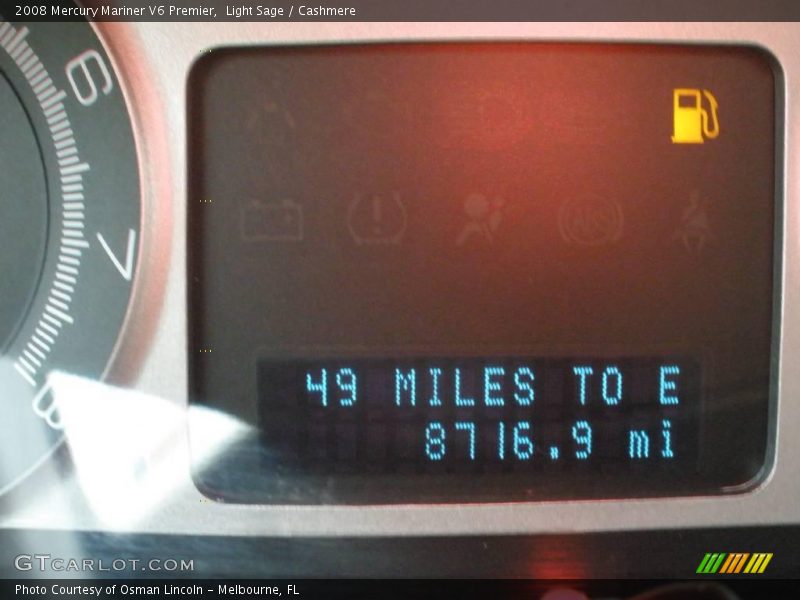 2008 Mercury Mariner V6 Premier,  Light Sage / Cashmere
6
7
8
49 MILES TO E
8716.9 mi
GTCARLOT.COM
Photo Courtesy of Osman Lincoln - Melbourne, FL